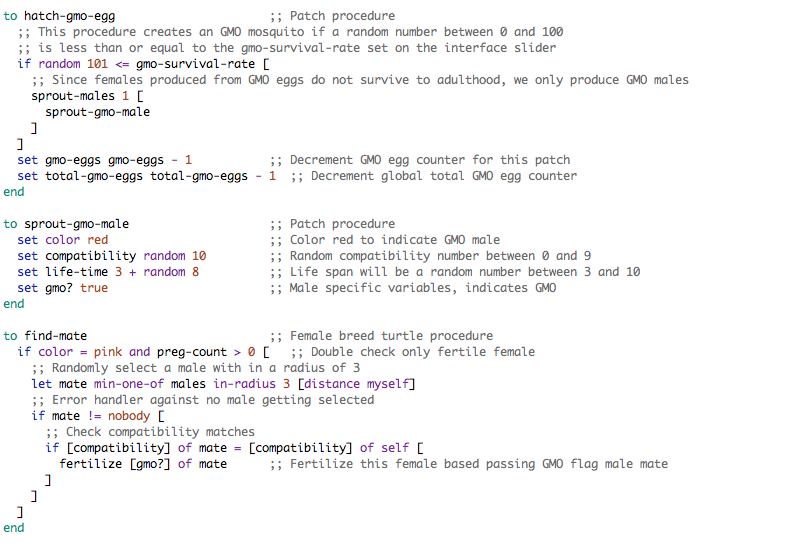 to hatch-gmo-egg                      ;; Patch procedure
  ;; This procedure creates an GMO mosquito if a random number between 0 and 100
  ;; is less than or equal to the gmo-survival-rate set on the interface slider
  if random 101 <= gmo-survival-rate [
    ;; Since females produced from GMO eggs do not survive to adulthood, we only produce GMO males
    sprout-males 1 [
      sprout-gmo-male
    ]
  ]
  set gmo-eggs gmo-eggs - 1           ;; Decrement GMO egg counter for this patch
  set total-gmo-eggs total-gmo-eggs - 1  ;; Decrement global total GMO egg counter
end

to sprout-gmo-male                    ;; Patch procedure
  set color red                       ;; Color red to indicate GMO male
  set compatibility random 10         ;; Random compatibility number between 0 and 9
  set life-time 3 + random 8          ;; Life span will be a random number between 3 and 10
  set gmo? true                       ;; Male specific variables, indicates GMO
end

to find-mate                          ;; Female breed turtle procedure
  if color = pink and preg-count > 0 [   ;; Double check only fertile female
    ;; Randomly select a male with in a radius of 3
    let mate min-one-of males in-radius 3 [distance myself]
    ;; Error handler against no male getting selected
    if mate != nobody [
      ;; Check compatibility matches
      if [compatibility] of mate = [compatibility] of self [
        fertilize [gmo?] of mate      ;; Fertilize this female based passing GMO flag male mate
      ]
    ]
  ]
end